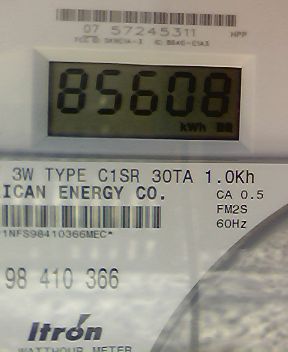 07 57245311 HPP
85608
kWh
3W TYPE C1SR 30TA 1.0Kh
ICAN ENERGY CO.
CA 0.5
FM2S
60Hz
1NFS98410366MEC*
98 410 366
Itron
WATTHOUR METER